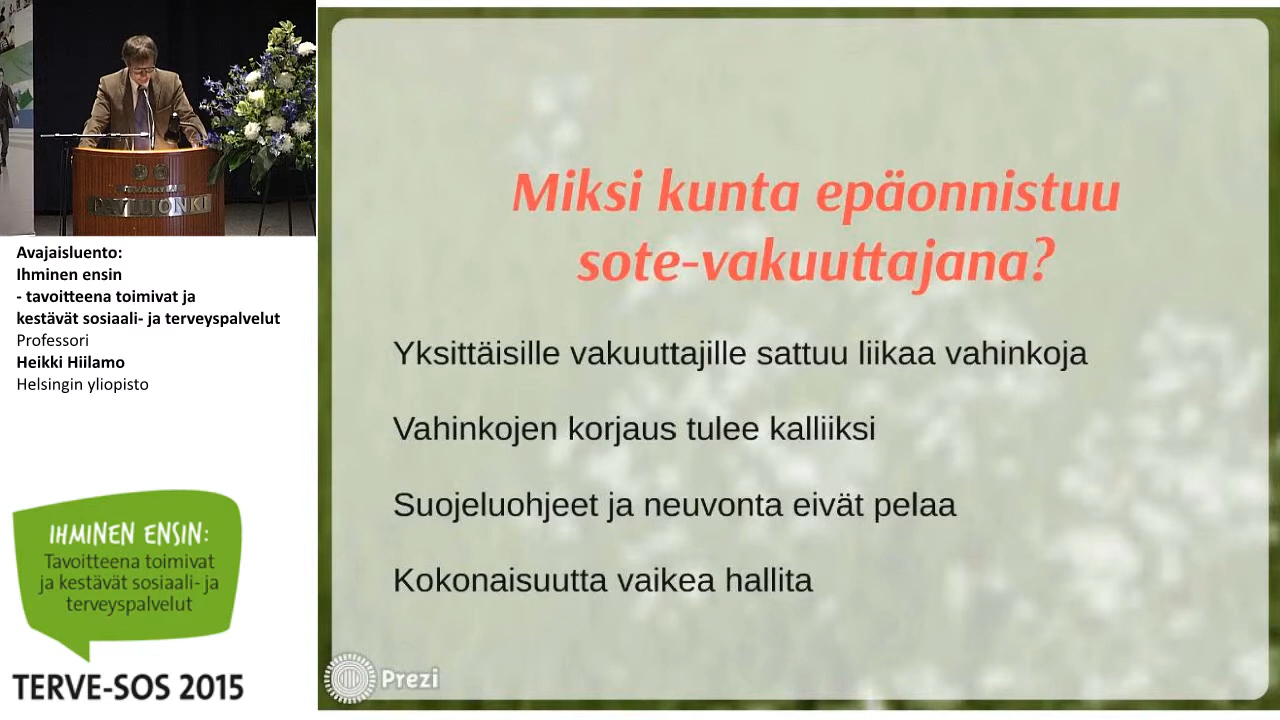 PAVILJONKI
Avajaisluento:
Ihminen ensin
- tavoitteena toimivat ja
kestävät sosiaali- ja terveyspalvelut
Professori
Heikki Hiilamo
Helsingin yliopisto
IHMINEN ENSIN:
Tavoitteena toimivat
ja kestävät sosiaali- ja
terveyspalvelut
TERVE-SOS 2015
Miksi kunta epäonnistuu
sote-vakuuttajana?
Yksittäisille vakuuttajille sattuu liikaa vahinkoja
Vahinkojen korjaus tulee kalliiksi
Suojeluohjeet ja neuvonta eivät pelaa
Kokonaisuutta vaikea hallita
Prezi